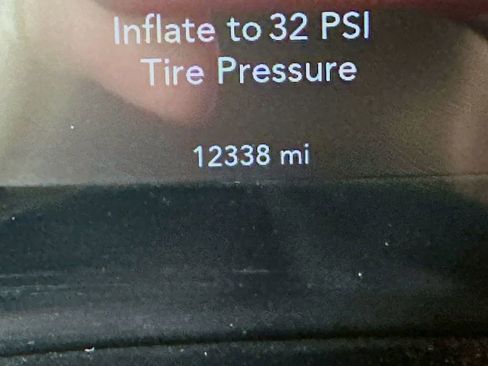 Inflate to 32 PSI
Tire Pressure
12338 mi